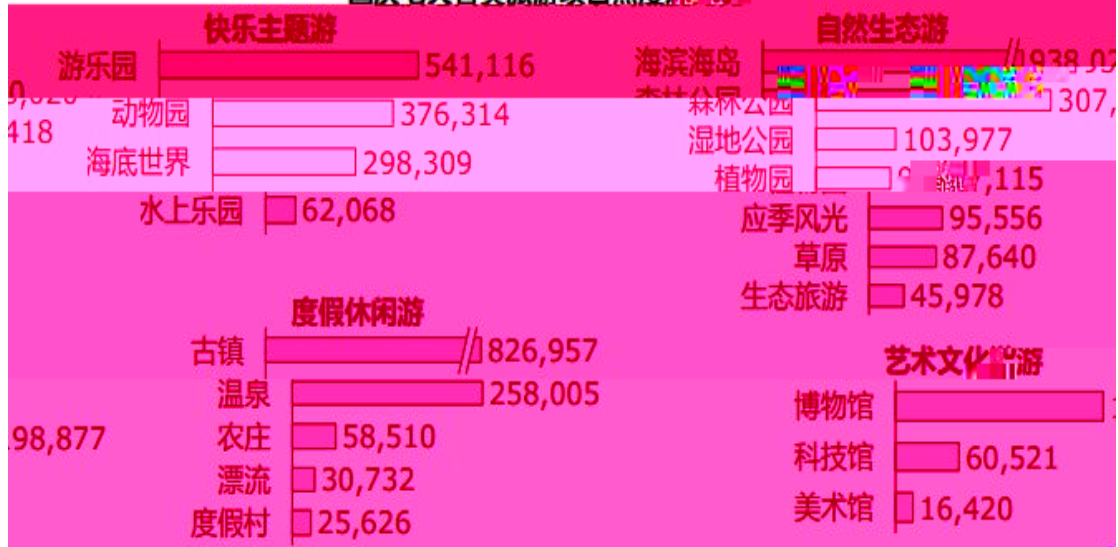 快乐主题游
游乐园 541,116
动物园 376,314
海底世界 298,309
水上乐园 62,068
自然生态游
海滨海岛
森林公园 307,
湿地公园 103,977
植物园 ,115
应季风光 95,556
草原 87,640
生态旅游 45,978
度假休闲游
古镇 826,957
温泉 258,005
农庄 58,510
漂流 30,732
度假村 25,626
艺术文化 游
博物馆
科技馆 60,521
美术馆 16,420
418
98,877